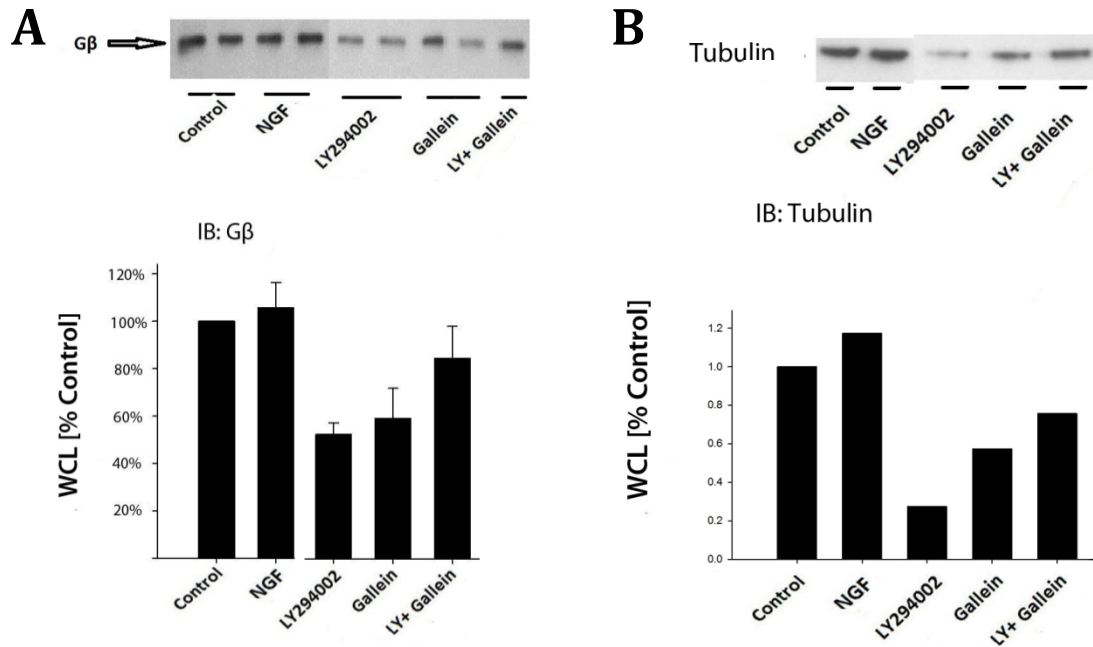 A
Gβ
Control
NGF
LY294002
Gallein
LY+ Gallein
IB: Gβ
WCL [% Control]
120%
100%
80%
60%
40%
20%
Control
NGF
LY294002
Gallein
LY+ Gallein
B
Tubulin
Control
NGF
LY294002
Gallein
LY+ Gallein
IB: Tubulin
WCL [% Control]
1.2
1.0
0.8
0.6
0.4
0.2
0.0
Control
NGF
LY294002
Gallein
LY+ Gallein